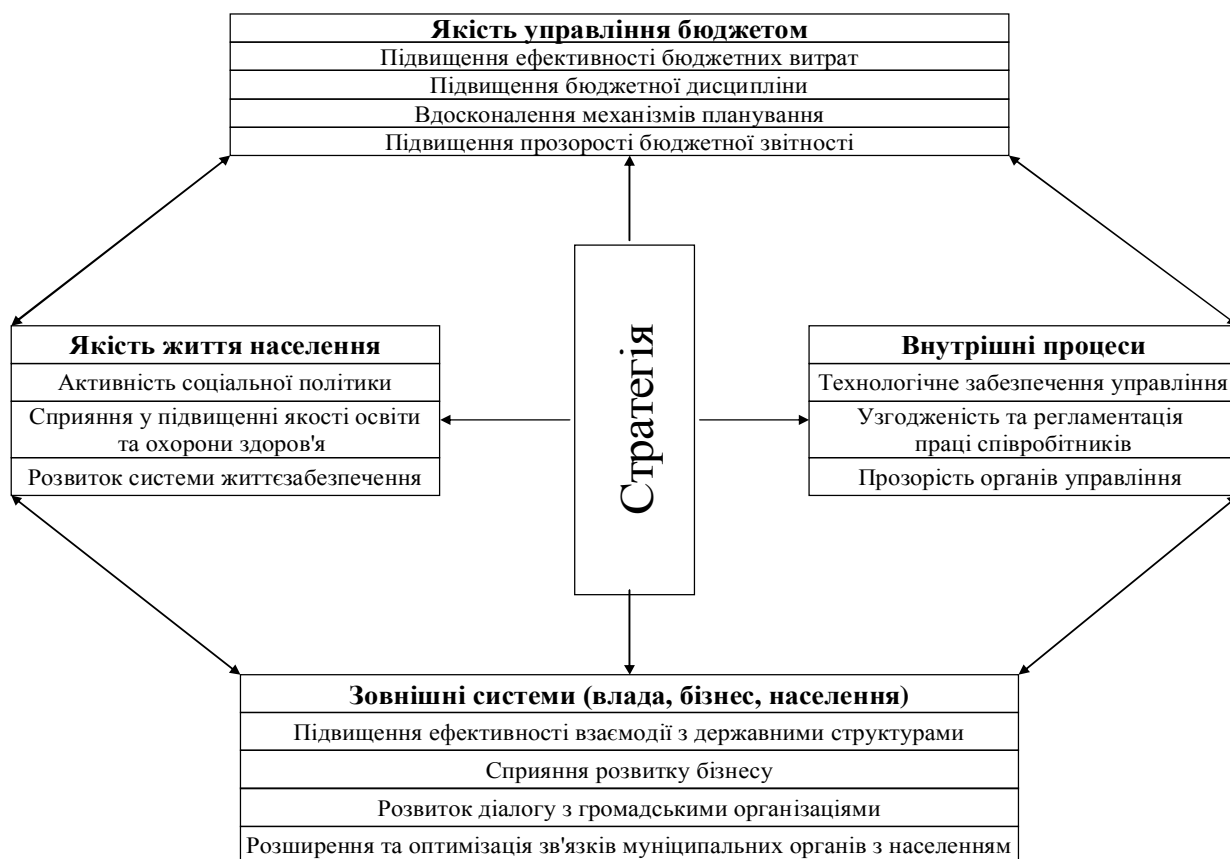 Якість управління бюджетом
Підвищення ефективності бюджетних витрат
Підвищення бюджетної дисципліни
Вдосконалення механізмів планування
Підвищення прозорості бюджетної звітності
Якість життя населення
Активність соціальної політики
Сприяння у підвищенні якості освіти
та охорони здоров'я
Розвиток системи життєзабезпечення
Стратегія
Внутрішні процеси
Технологічне забезпечення управління
Узгодженість та регламентація
праці співробітників
Прозорість органів управління
Зовнішні системи (влада, бізнес, населення)
Підвищення ефективності взаємодії з державними структурами
Сприяння розвитку бізнесу
Розвиток діалогу з громадськими організаціями
Розширення та оптимізація зв'язків муніципальних органів з населенням